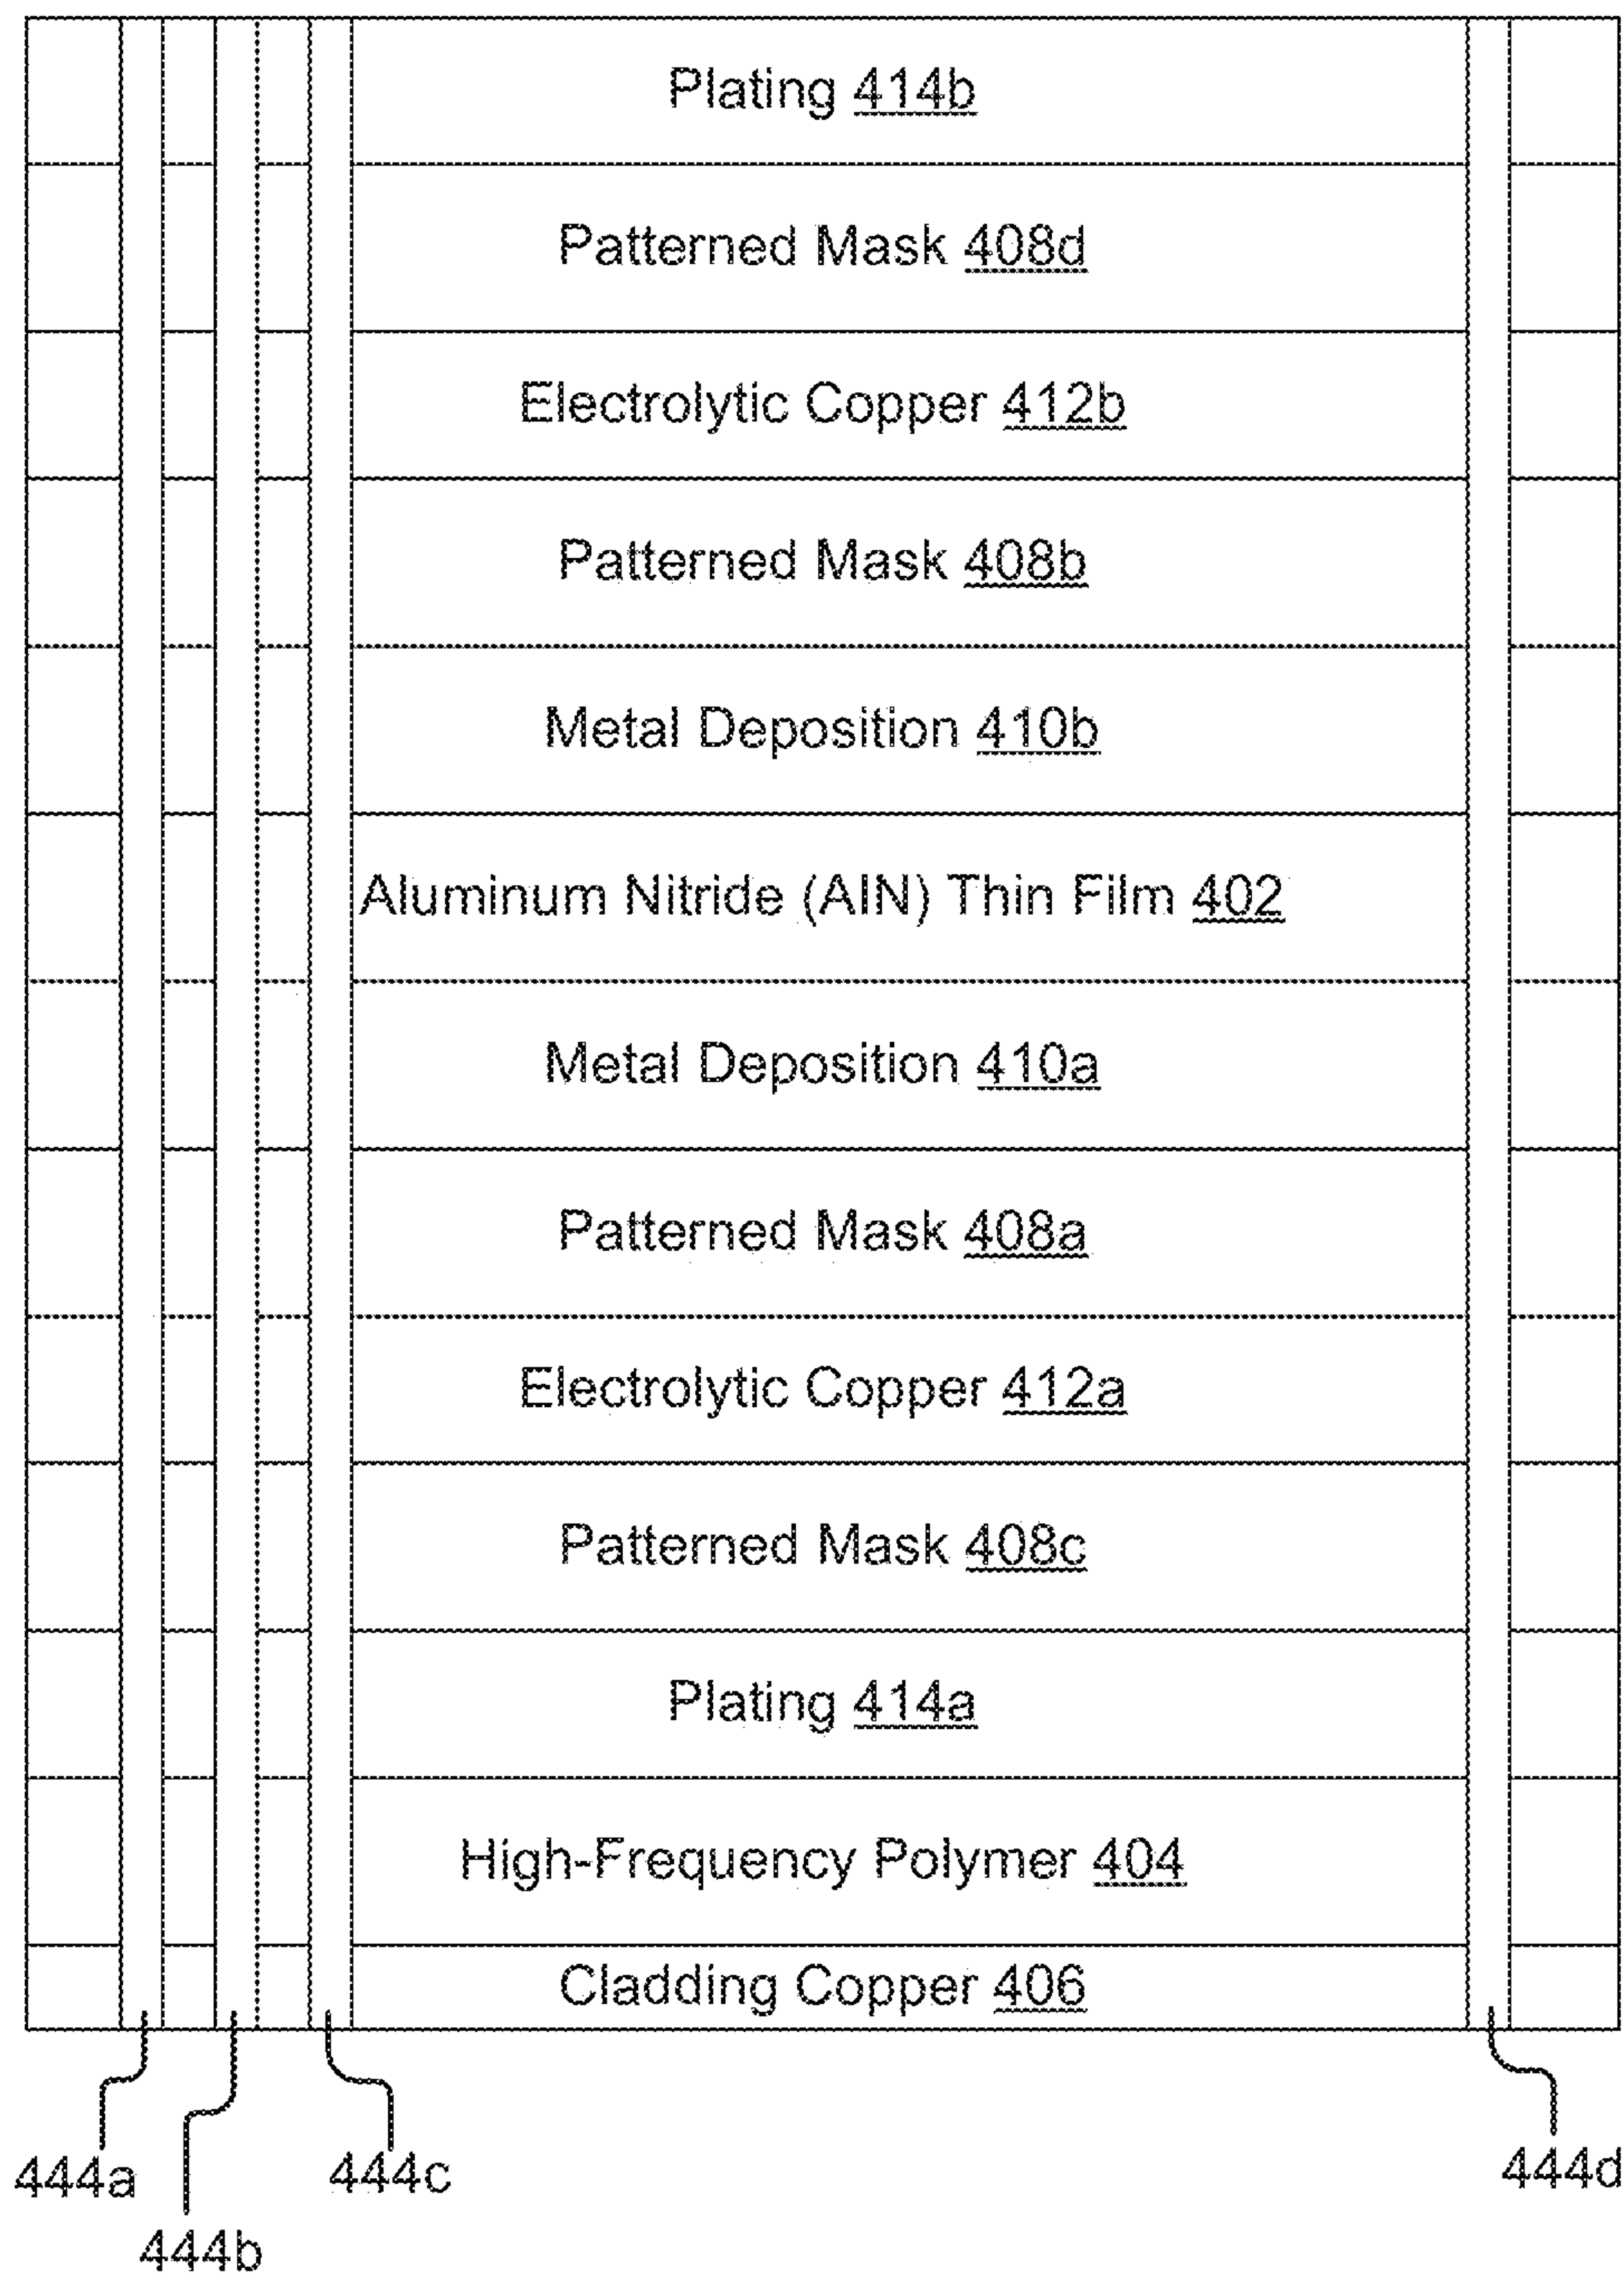 Plating 414b
Patterned Mask 408d
Electrolytic Copper 412b
Patterned Mask 408b
Metal Deposition 410b
Aluminum Nitride (AlN) Thin Film 402
Metal Deposition 410a
Patterned Mask 408a
Electrolytic Copper 412a
Patterned Mask 408c
Plating 414a
High-Frequency Polymer 404
Cladding Copper 406
444a
444b
444c
444d